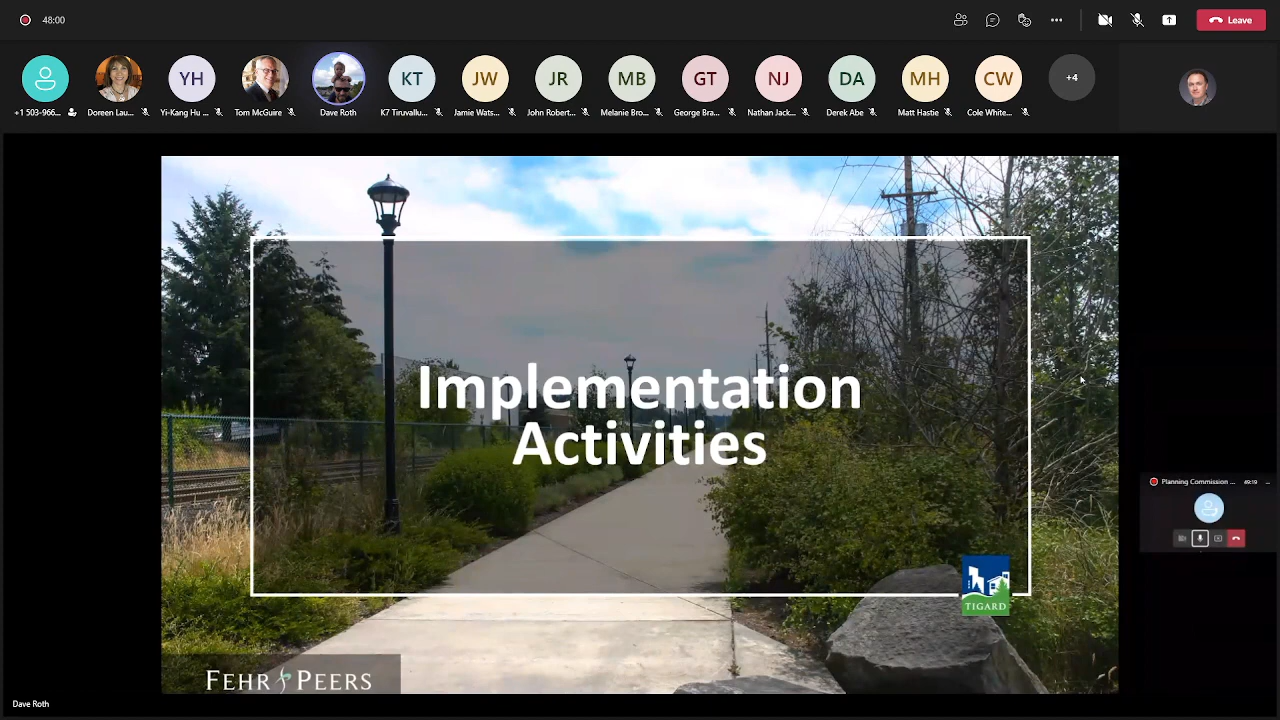 48:00
Leave
YH
KT
JW
JR
MB
GT
NJ
DA
MH
CW
+4
+1 503-966...
Doreen Lau...
Yi-Kang Hu ...
Tom McGuire
Dave Roth
K7 Tiruvallu...
Jamie Wats...
John Robert...
Melanie Bro...
George Bra...
Nathan Jack...
Derek Abe
Matt Hastie
Cole White...
Implementation
Activities
Planning Commission ... 49:19
TIGARD
FEHR PEERS
Dave Roth